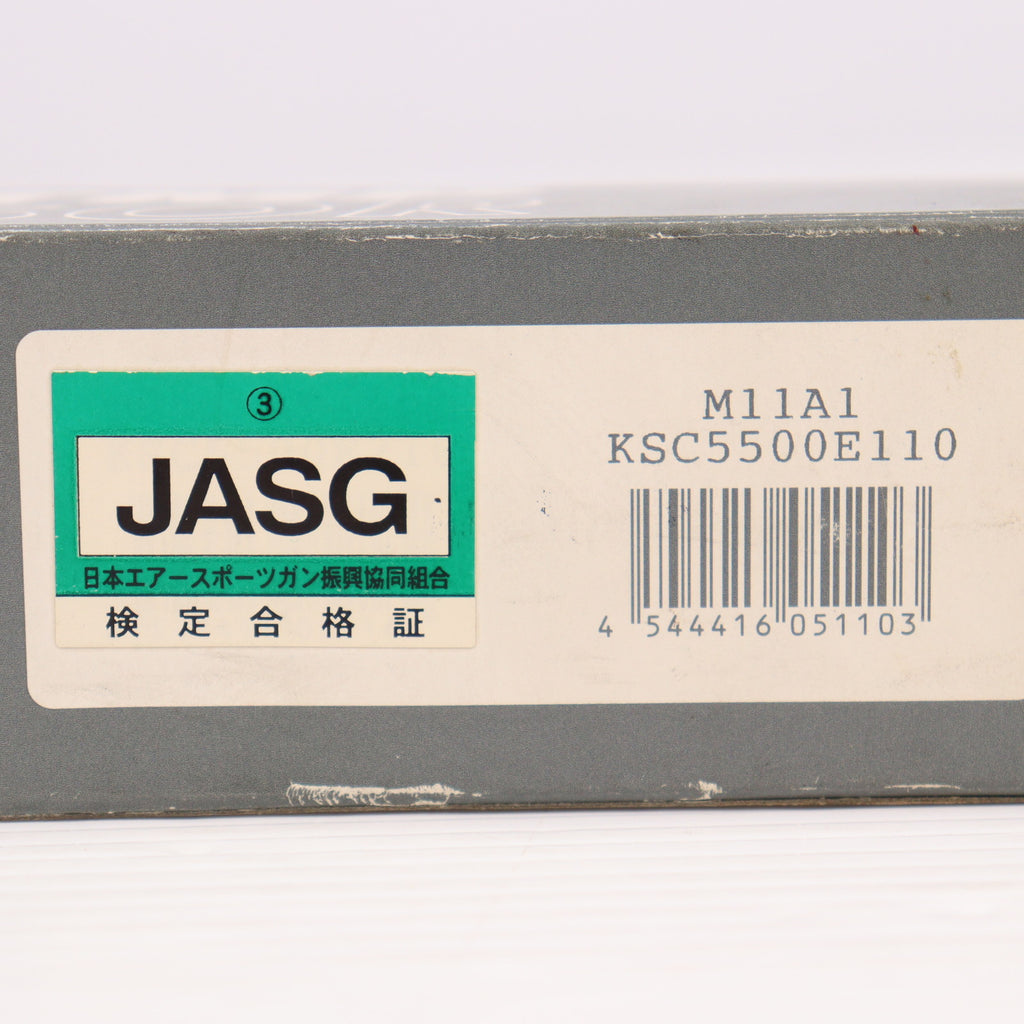 ③
JASG
日本エアースポーツガン振興協同組合
検定合格証
M11A1
KSC5500E110
4 544416 051103